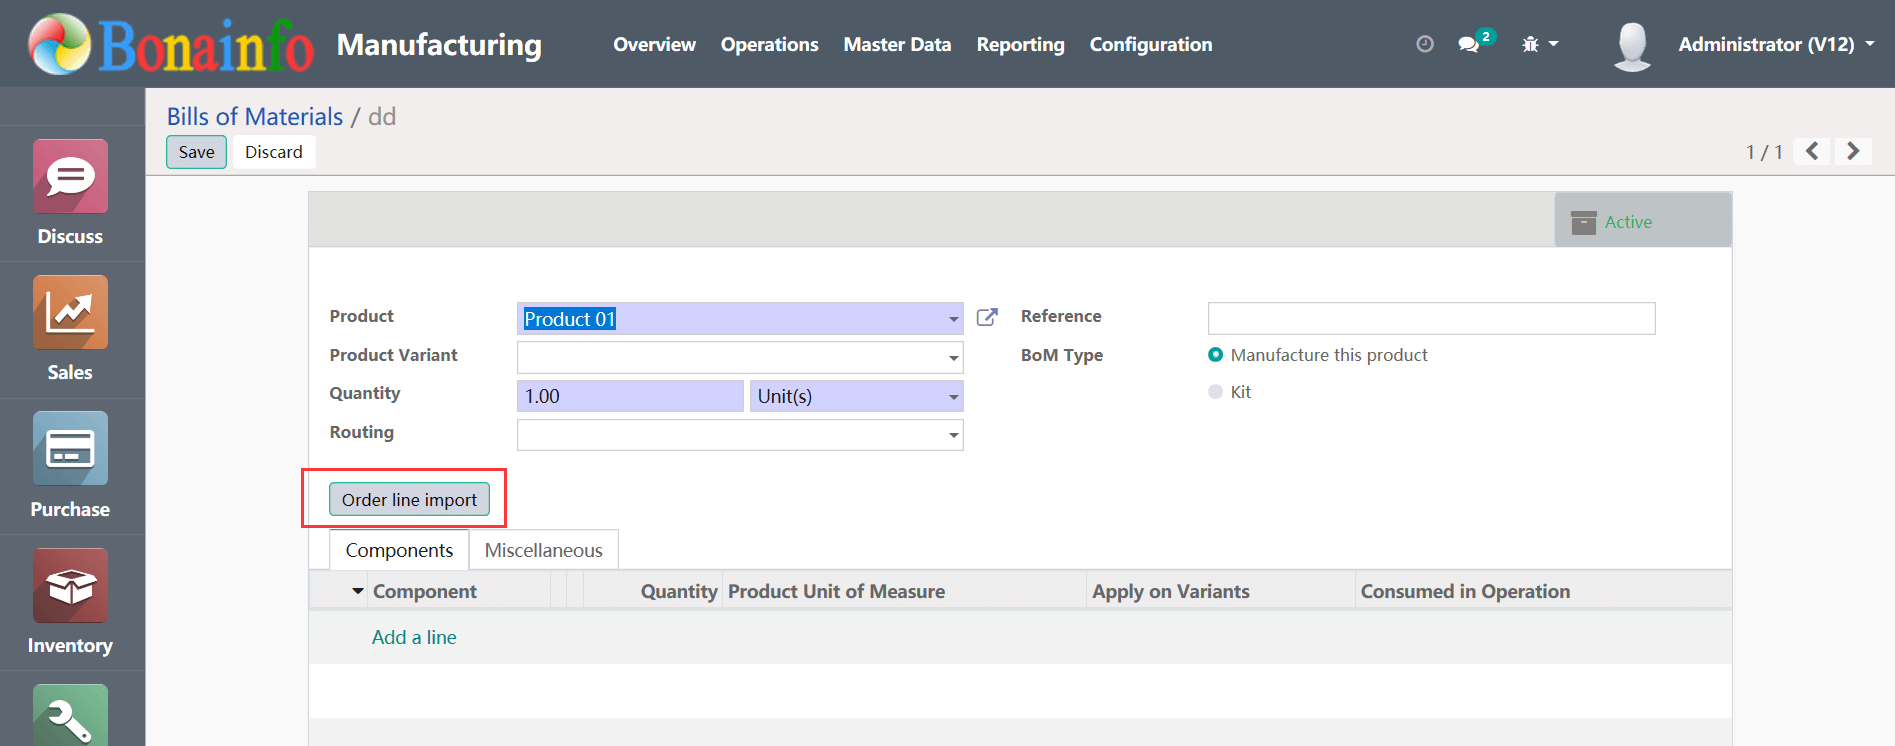 Bonainfo Manufacturing Overview Operations Master Data Reporting Configuration 2 Administrator (V12)
Bills of Materials / dd
Save Discard 1 / 1
Discuss
Sales
Purchase
Inventory
Active
Product Product 01 Reference
Product Variant BoM Type Manufacture this product
Quantity 1.00 Unit(s) Kit
Routing
Order line import
Components Miscellaneous
Component Quantity Product Unit of Measure Apply on Variants Consumed in Operation
Add a line